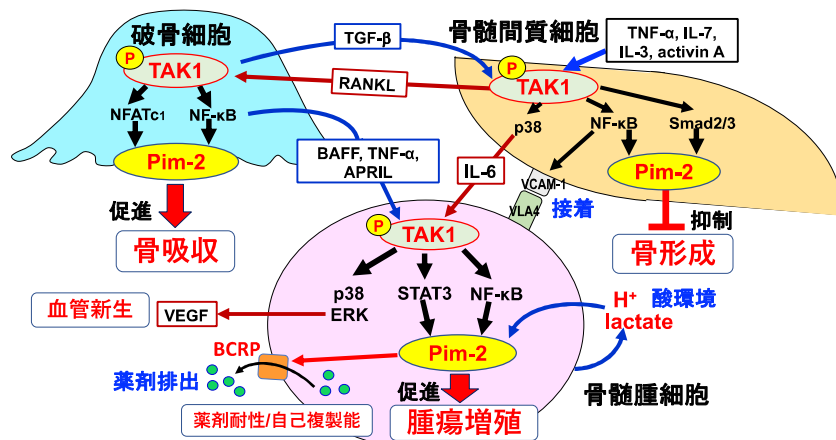 破骨細胞
P
TAK1
NFATc1
NF-κB
Pim-2
促進
骨吸収
TGF-β
RANKL
BAFF, TNF-α,
APRIL
骨髄間質細胞
TNF-α, IL-7,
IL-3, activin A
P
TAK1
p38
NF-κB
Smad2/3
Pim-2
抑制
骨形成
IL-6
VCAM-1
VLA4
接着
P
TAK1
p38
ERK
STAT3
NF-κB
Pim-2
促進
腫瘍増殖
血管新生
VEGF
BCRP
薬剤排出
薬剤耐性/自己複製能
H⁺
lactate
酸環境
骨髄腫細胞